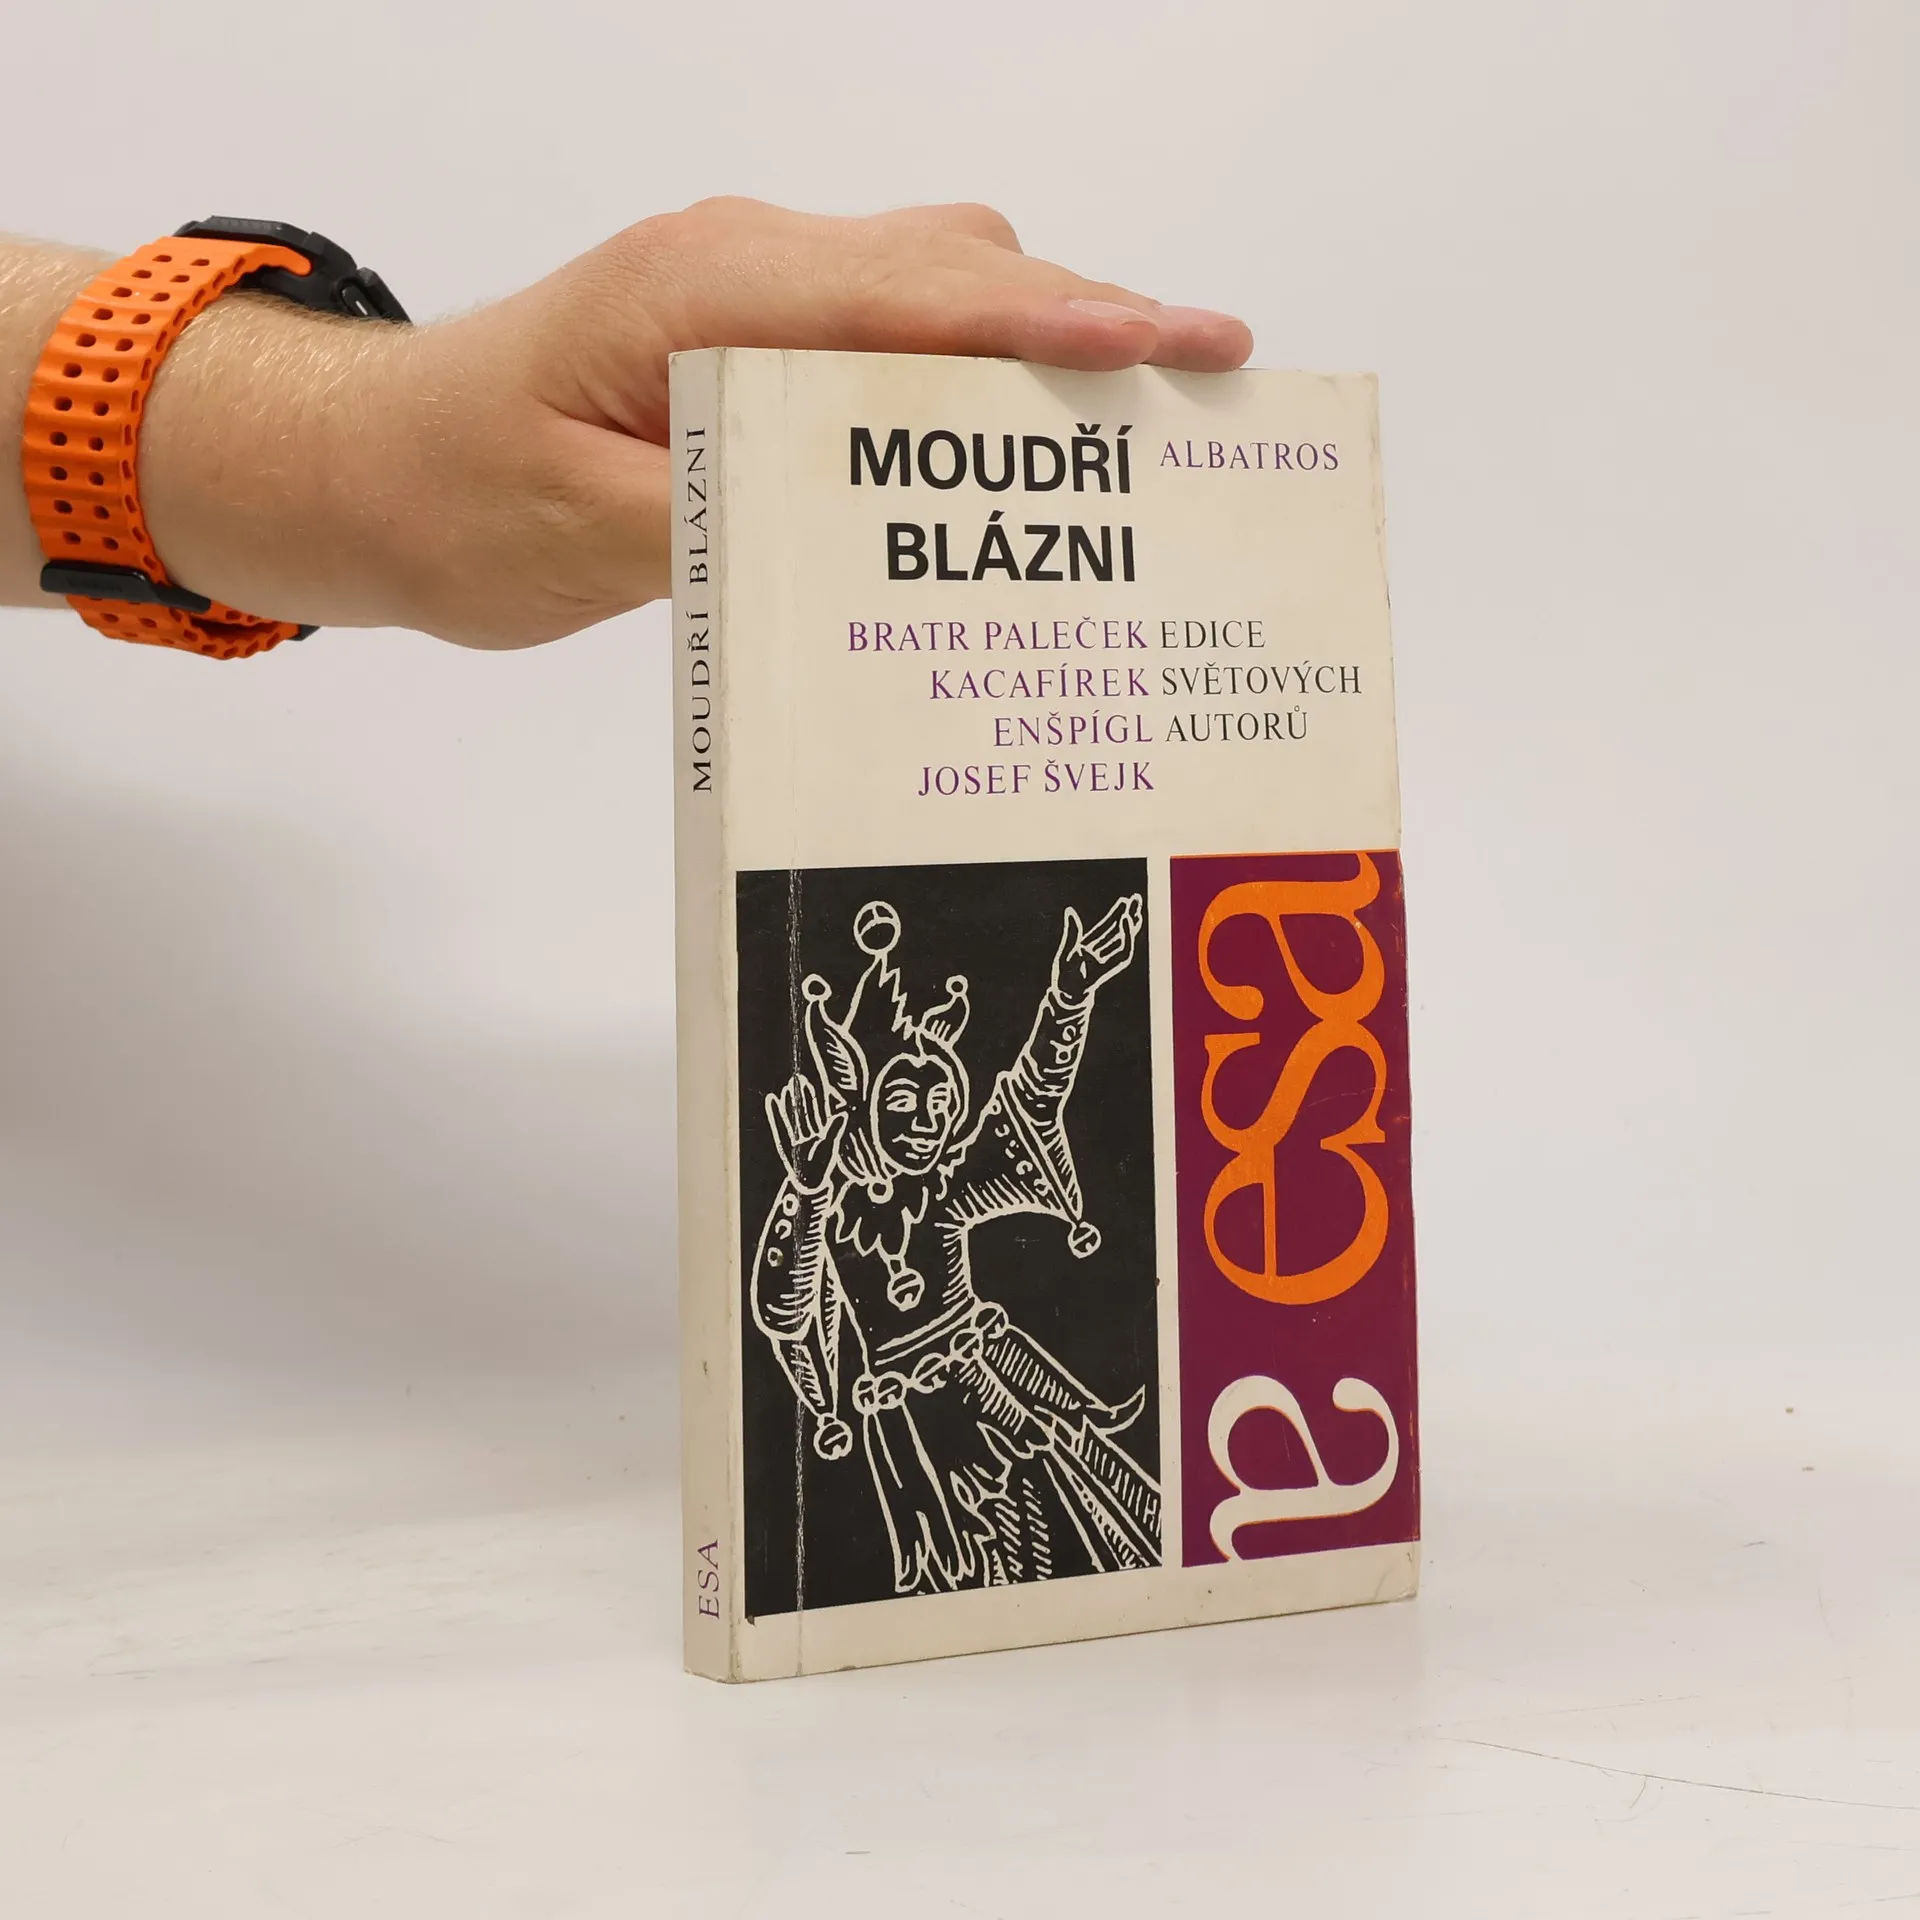 MOUDŘÍ
BLÁZNI
ALBATROS
BRATR PALEČEK
KACAFÍREK
ENŠPÍGL
JOSEF ŠVEJK
EDICE
SVĚTOVÝCH
AUTORŮ
esa
a
MOUDŘÍ BLÁZNI
ESA